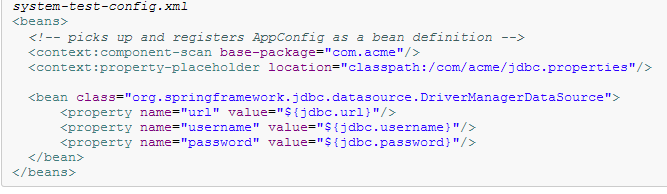 system-test-config.xml
<beans>
  <!-- picks up and registers AppConfig as a bean definition -->
  <context:component-scan base-package="com.acme"/>
  <context:property-placeholder location="classpath:/com/acme/jdbc.properties"/>

  <bean class="org.springframework.jdbc.datasource.DriverManagerDataSource">
      <property name="url" value="${jdbc.url}"/>
      <property name="username" value="${jdbc.username}"/>
      <property name="password" value="${jdbc.password}"/>
  </bean>
</beans>